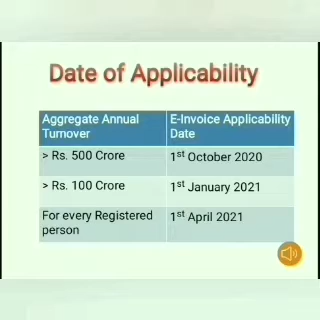 Date of Applicability
Aggregate Annual Turnover
E-Invoice Applicability Date
> Rs. 500 Crore
1st October 2020
> Rs. 100 Crore
1st January 2021
For every Registered person
1st April 2021